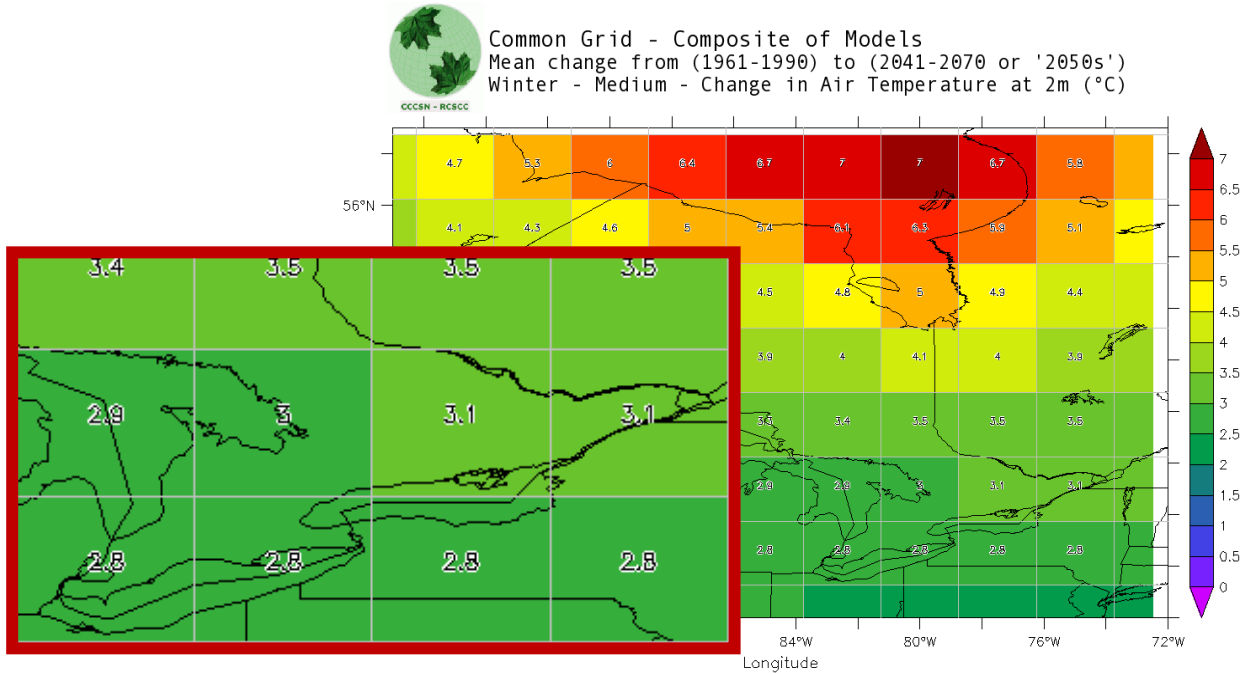 Common Grid - Composite of Models
Mean change from (1961-1990) to (2041-2070 or '2050s')
Winter - Medium - Change in Air Temperature at 2m (°C)
CCCSN - RCSCC
4.7 5.3 6 6.4 6.7 7 7 6.7 5.8
56°N
4.1 4.3 4.6 5 5.4 6.1 6.3 5.9 5.1
4.5 4.8 5 4.9 4.4
3.9 4 4.1 4 3.9
3.4 3.5 3.5 3.5
2.9 2.9 3 3.1 3.1
2.8 2.8 2.8 2.8 2.8
3.4 3.5 3.5 3.5
2.9 3 3.1 3.1
2.8 2.8 2.8 2.8
7
6.5
6
5.5
5
4.5
4
3.5
3
2.5
2
1.5
1
0.5
0
84°W 80°W 76°W 72°W
Longitude